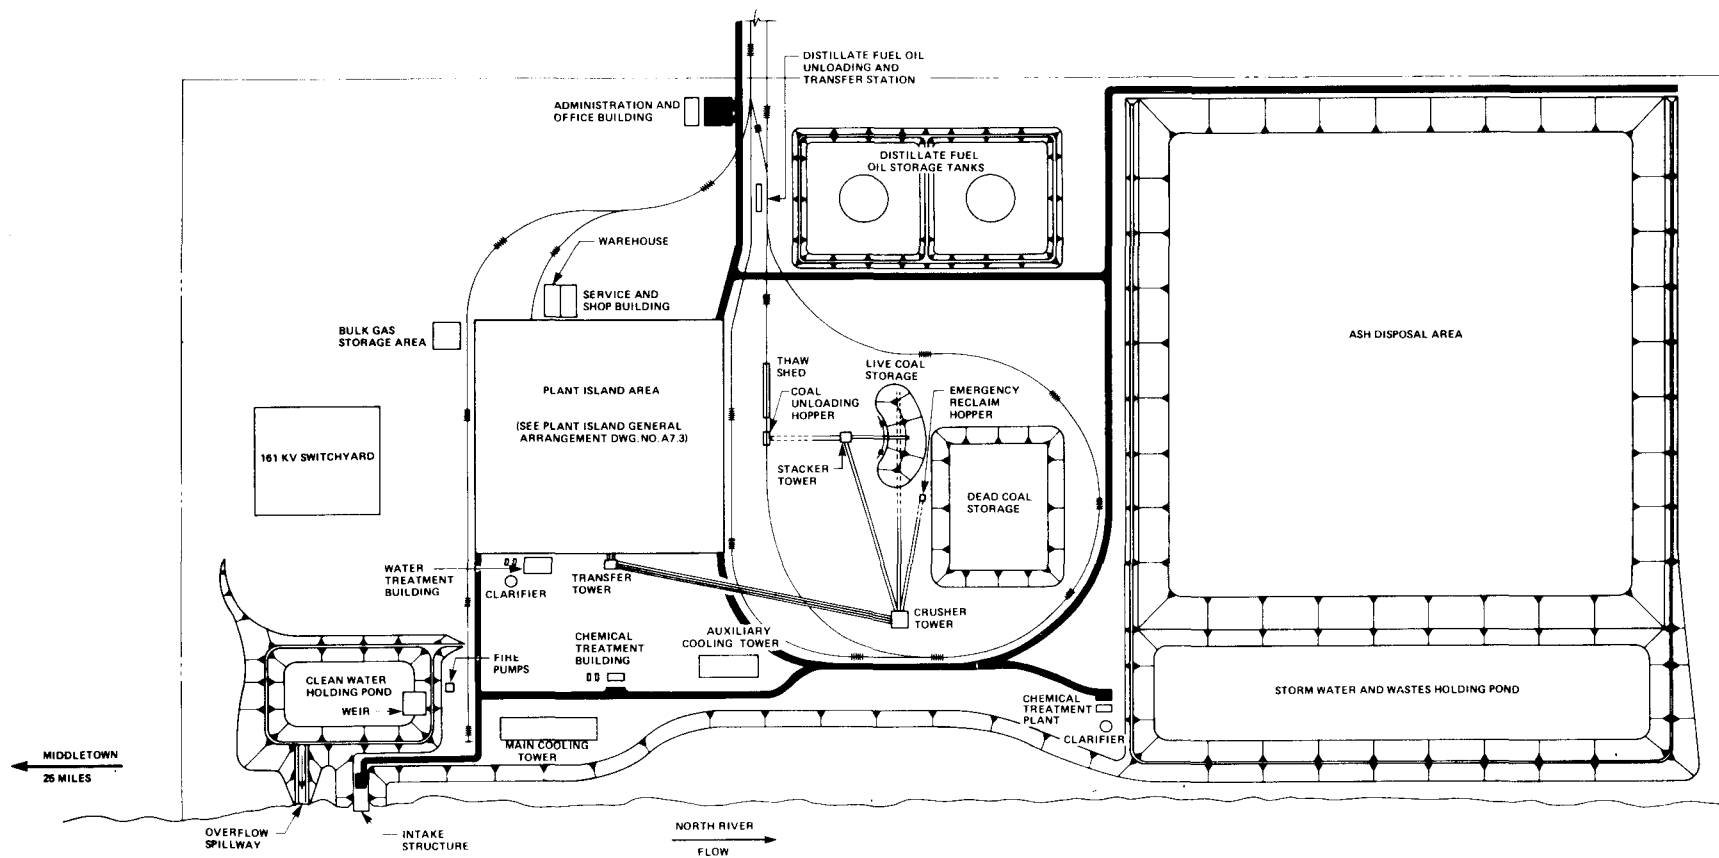 DISTILLATE FUEL OIL
UNLOADING AND
TRANSFER STATION
ADMINISTRATION AND
OFFICE BUILDING
DISTILLATE FUEL
OIL STORAGE TANKS
WAREHOUSE
SERVICE AND
SHOP BUILDING
BULK GAS
STORAGE AREA
ASH DISPOSAL AREA
THAW
SHED
LIVE COAL
STORAGE
PLANT ISLAND AREA
(SEE PLANT ISLAND GENERAL
ARRANGEMENT DWG. NO. A7.3)
COAL
UNLOADING
HOPPER
EMERGENCY
RECLAIM
HOPPER
161 KV SWITCHYARD
STACKER
TOWER
DEAD COAL
STORAGE
WATER
TREATMENT
BUILDING
CLARIFIER
TRANSFER
TOWER
CRUSHER
TOWER
CHEMICAL
TREATMENT
BUILDING
AUXILIARY
COOLING TOWER
FIRE
PUMPS
CLEAN WATER
HOLDING POND
WEIR
STORM WATER AND WASTES HOLDING POND
CHEMICAL
TREATMENT
PLANT
CLARIFIER
MAIN COOLING
TOWER
MIDDLETOWN
25 MILES
OVERFLOW
SPILLWAY
INTAKE
STRUCTURE
NORTH RIVER
FLOW